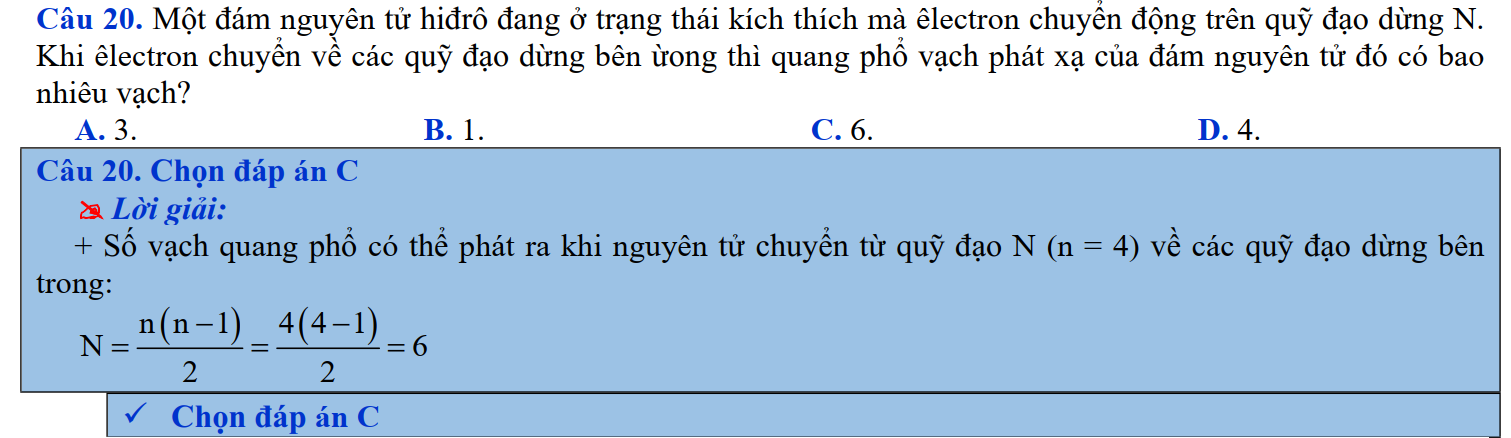 Câu 20. Một đám nguyên tử hiđrô đang ở trạng thái kích thích mà êlectron chuyển động trên quỹ đạo dừng N.
Khi êlectron chuyển về các quỹ đạo dừng bên ừong thì quang phổ vạch phát xạ của đám nguyên tử đó có bao
nhiêu vạch?
A. 3. B. 1. C. 6. D. 4.
Câu 20. Chọn đáp án C
Lời giải:
+ Số vạch quang phổ có thể phát ra khi nguyên tử chuyển từ quỹ đạo N (n = 4) về các quỹ đạo dừng bên
trong:
N = n(n−1)/2 = 4(4−1)/2 = 6
✓ Chọn đáp án C